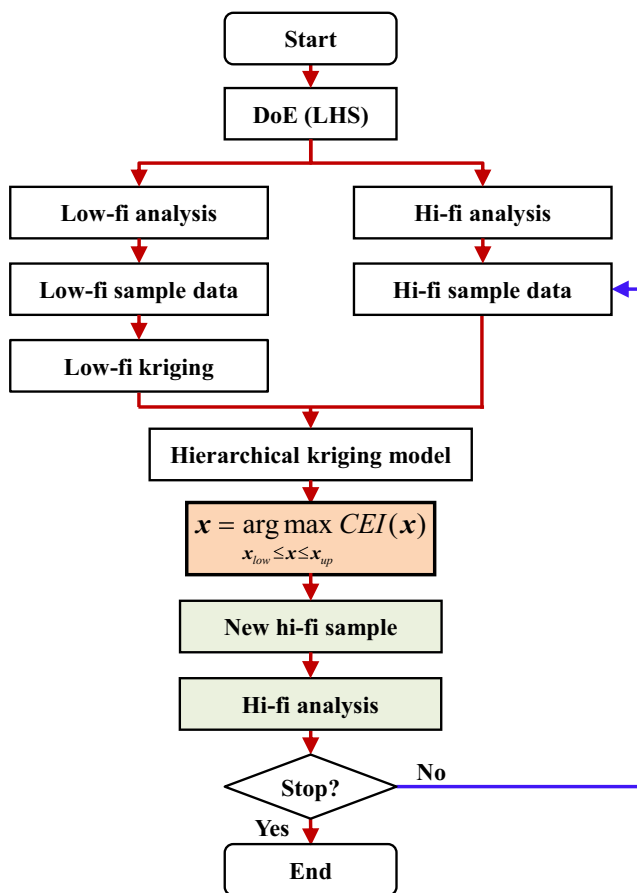 Start
DoE (LHS)
Low-fi analysis
Hi-fi analysis
Low-fi sample data
Hi-fi sample data
Low-fi kriging
Hierarchical kriging model
x = arg max CEI(x)
x_low ≤ x ≤ x_up
New hi-fi sample
Hi-fi analysis
Stop?
No
Yes
End